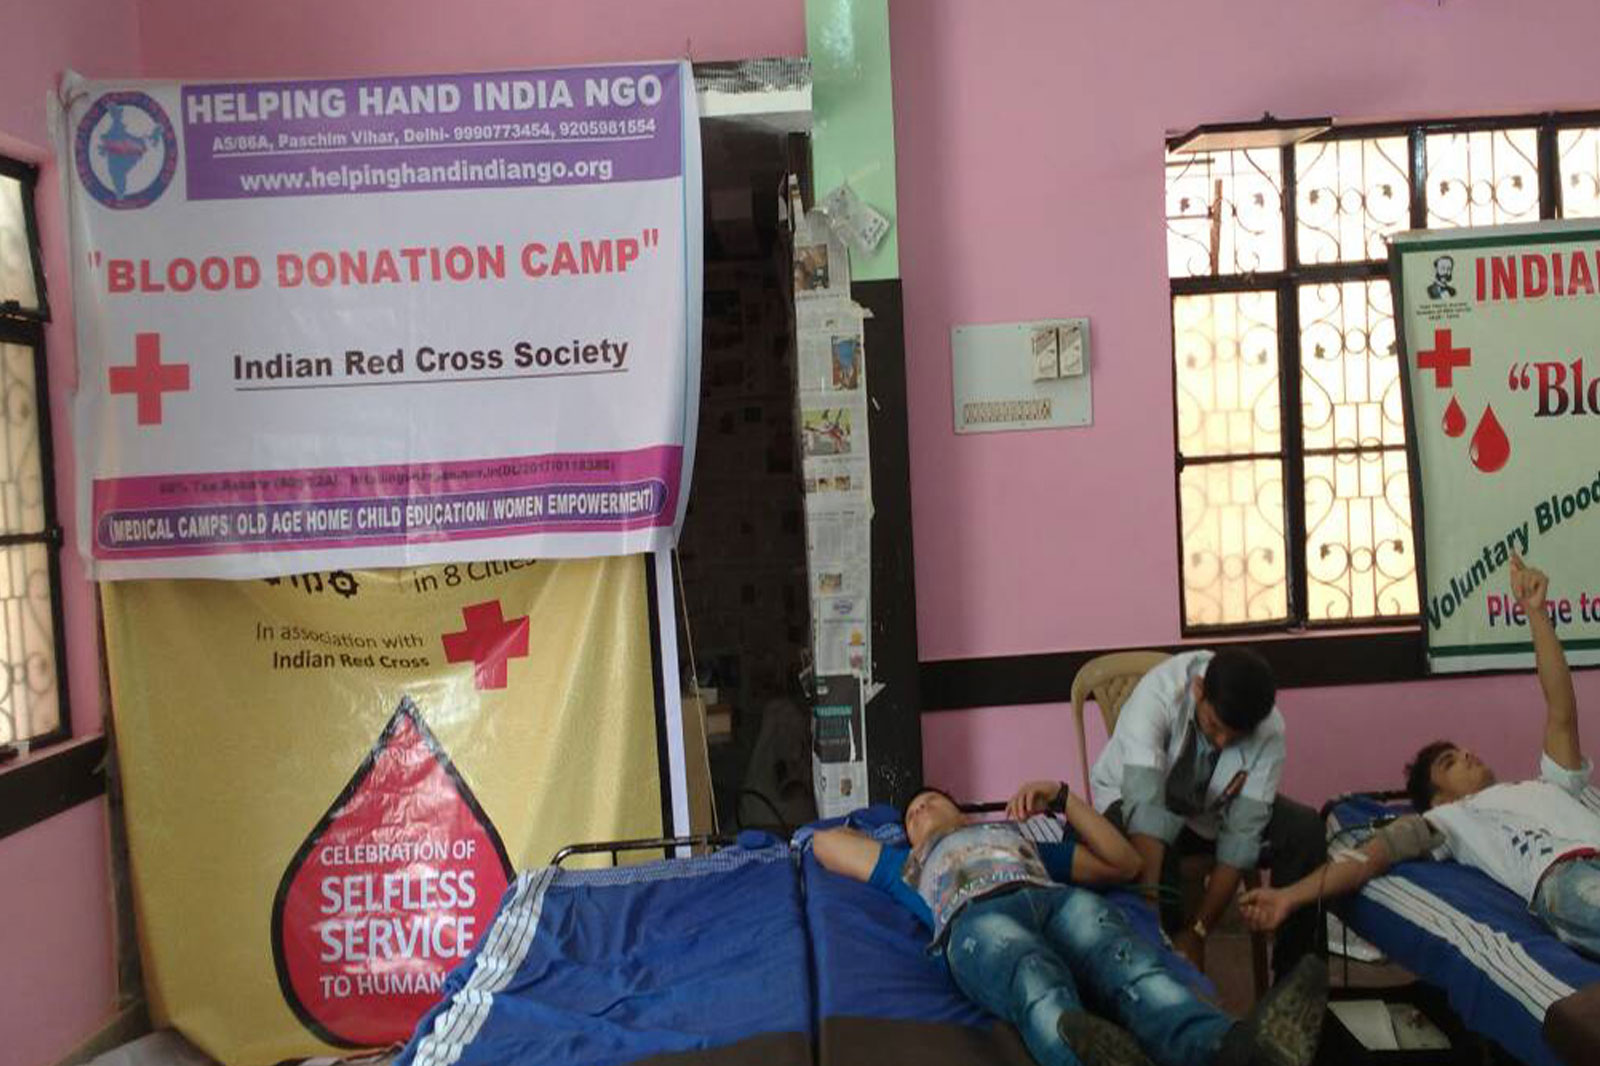 HELPING HAND INDIA NGO
A5/86A, Paschim Vihar, Delhi- 9990773454, 9205981554
www.helpinghandindiango.org
"BLOOD DONATION CAMP"
Indian Red Cross Society
(MEDICAL CAMPS/ OLD AGE HOME/ CHILD EDUCATION/ WOMEN EMPOWERMENT)
in 8 Cities
In association with
Indian Red Cross
CELEBRATION OF
SELFLESS
SERVICE
TO HUMAN
INDIA
"Blo
Voluntary Blood
Pledge to